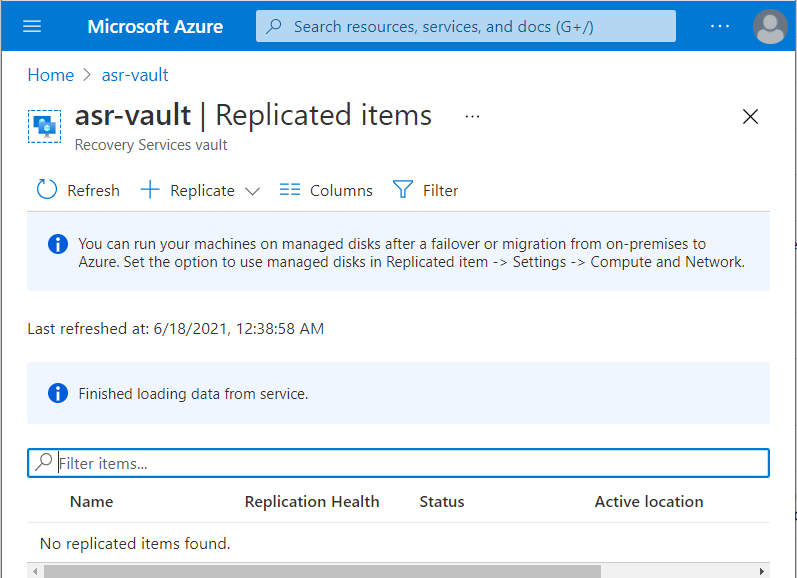 Microsoft Azure
Search resources, services, and docs (G+/)
Home > asr-vault
asr-vault | Replicated items ...
Recovery Services vault
Refresh Replicate Columns Filter
You can run your machines on managed disks after a failover or migration from on-premises to
Azure. Set the option to use managed disks in Replicated item -> Settings -> Compute and Network.
Last refreshed at: 6/18/2021, 12:38:58 AM
Finished loading data from service.
Filter items...
Name Replication Health Status Active location
No replicated items found.